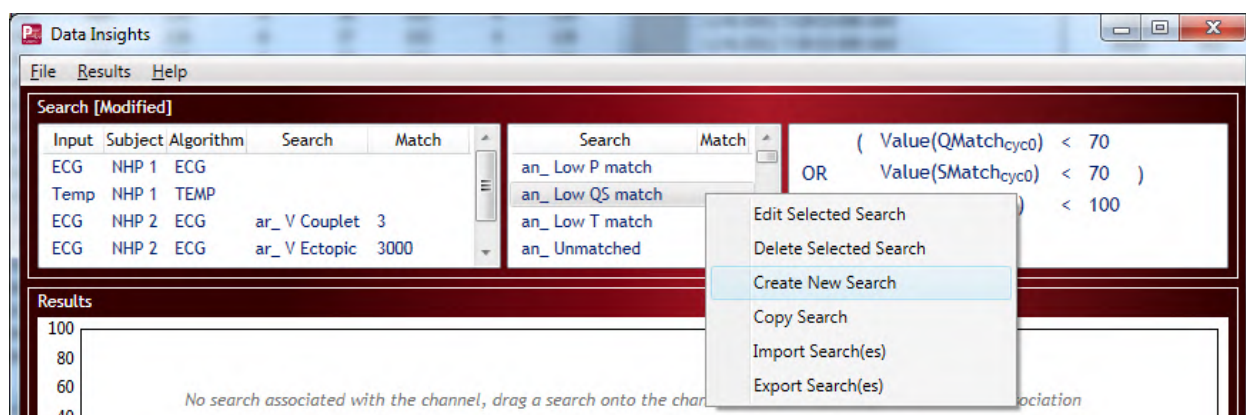 Data Insights
File Results Help
Search [Modified]
Input Subject Algorithm Search Match
ECG NHP 1 ECG
Temp NHP 1 TEMP
ECG NHP 2 ECG ar_ V Couplet 3
ECG NHP 2 ECG ar_ V Ectopic 3000
Search Match
an_ Low P match
an_ Low QS match
an_ Low T match
an_ Unmatched
( Value(QMatchcyc0) < 70
OR Value(SMatchcyc0) < 70 )
) < 100
Edit Selected Search
Delete Selected Search
Create New Search
Copy Search
Import Search(es)
Export Search(es)
Results
100
80
60
40
No search associated with the channel, drag a search onto the